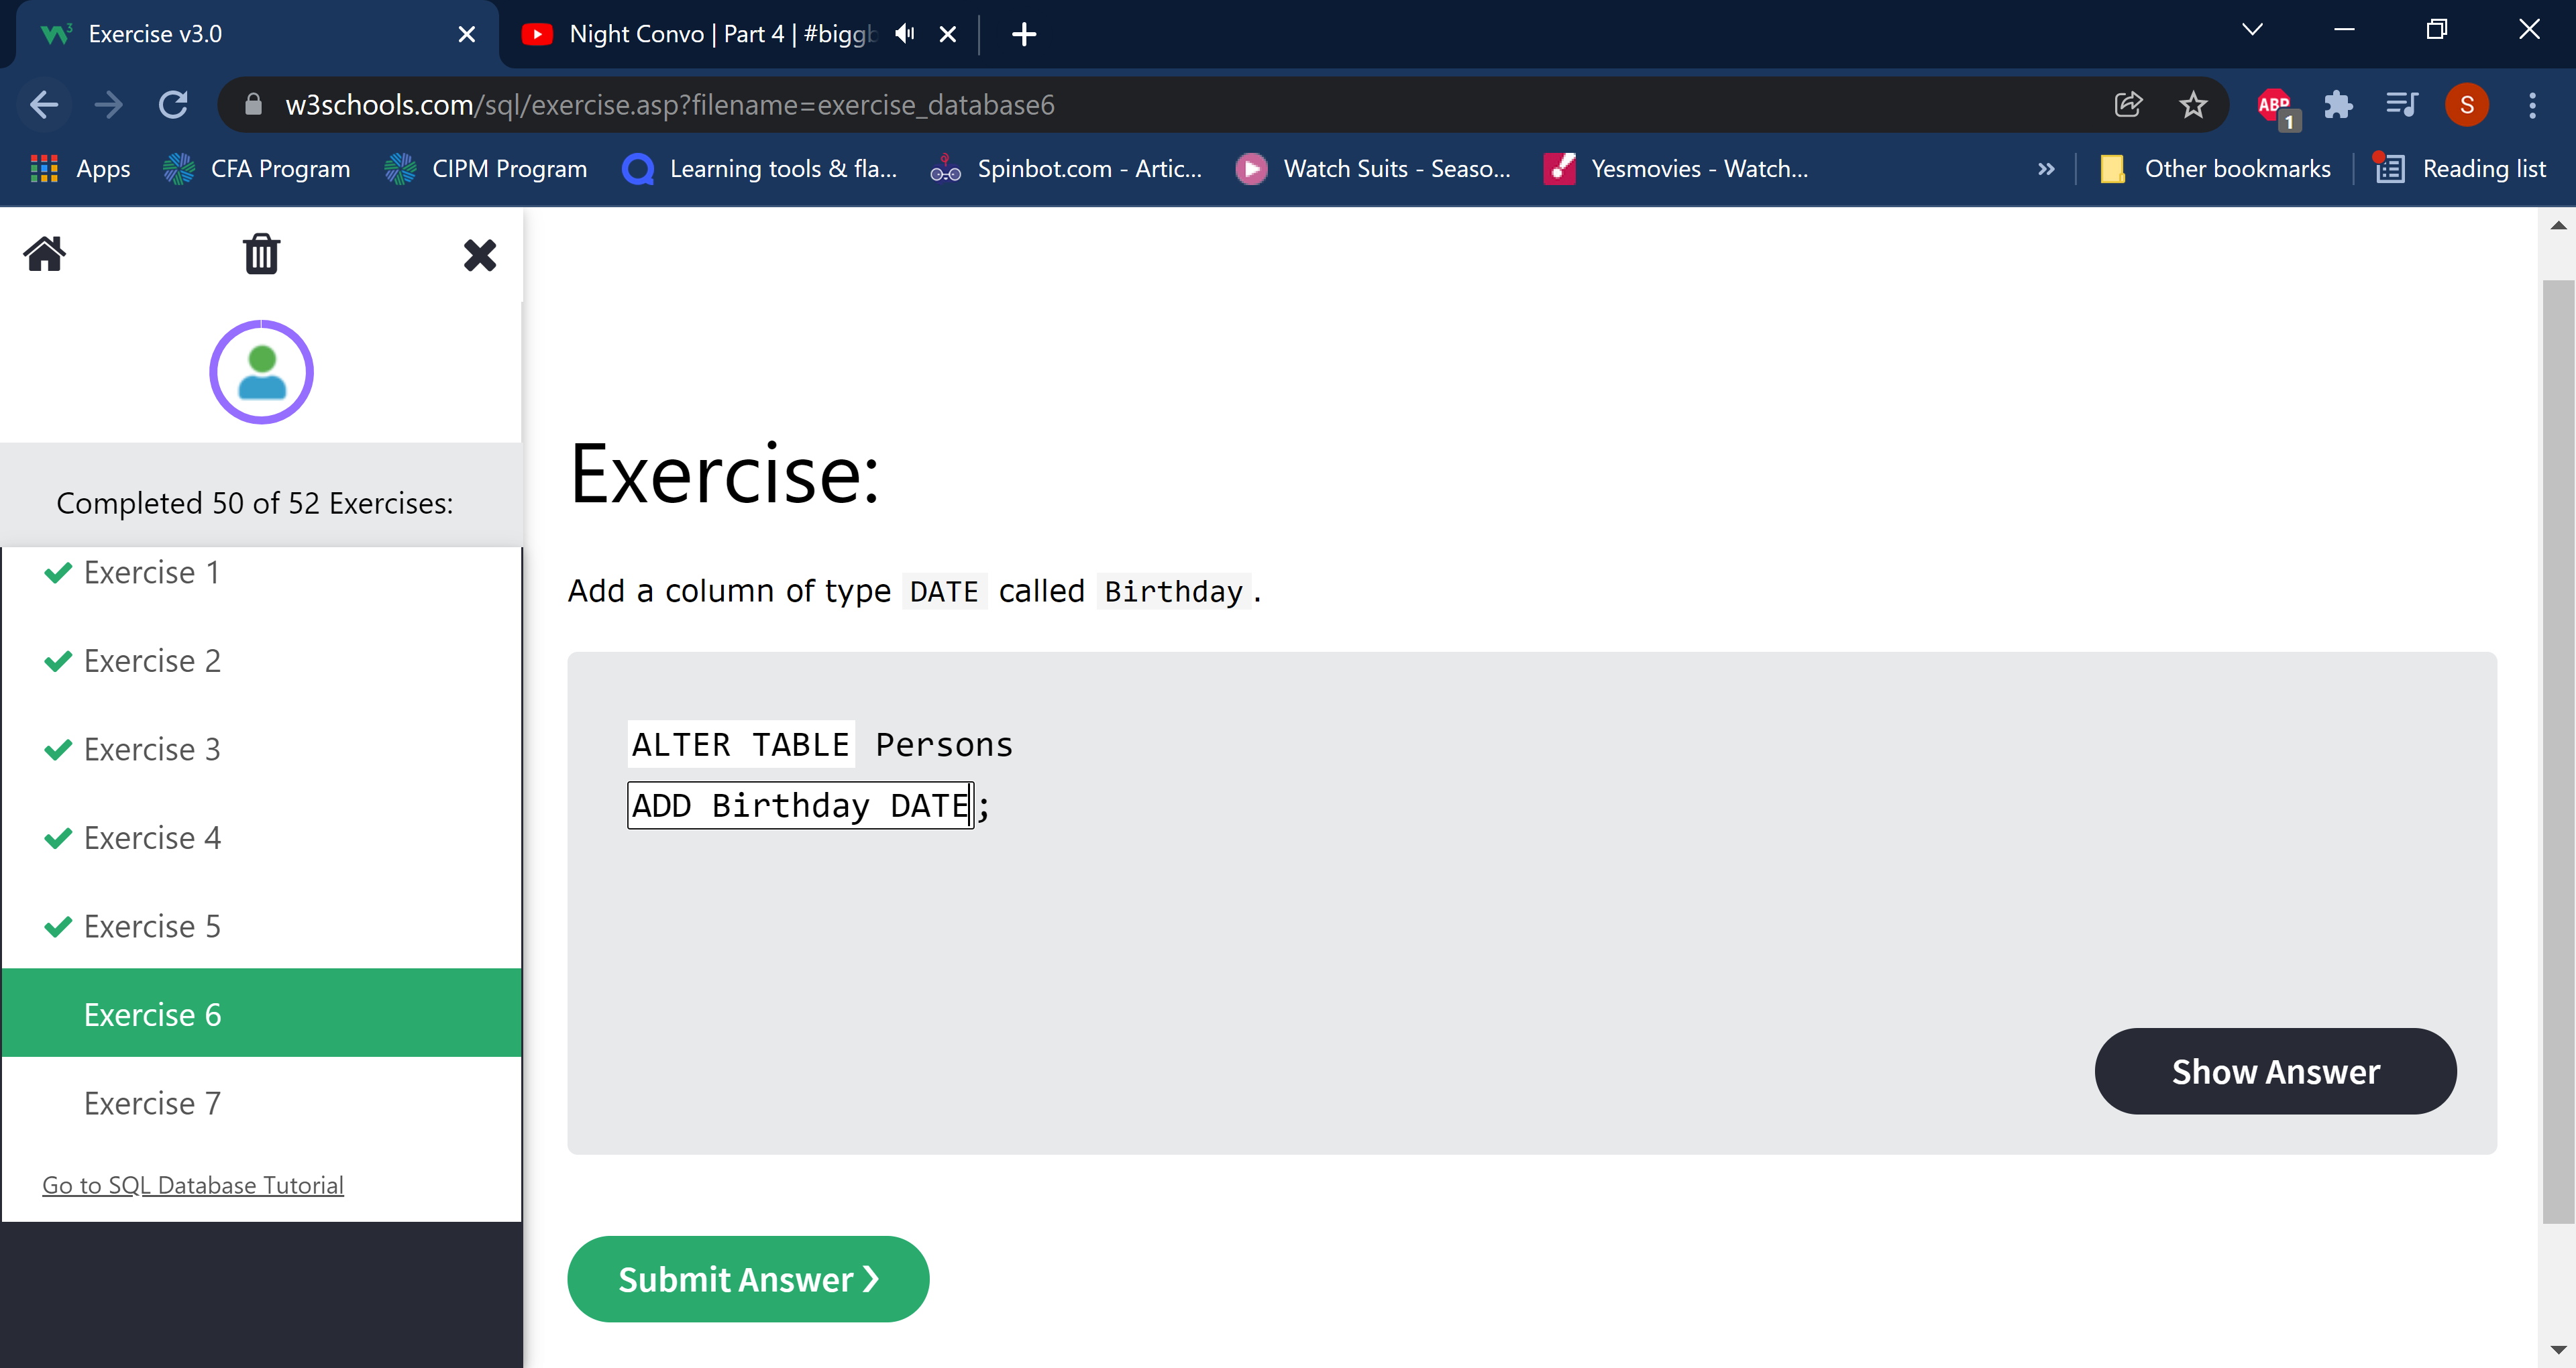 Exercise v3.0
Night Convo | Part 4 | #biggb
w3schools.com/sql/exercise.asp?filename=exercise_database6
ABP
1
S
Apps
CFA Program
CIPM Program
Learning tools & fla...
Spinbot.com - Artic...
Watch Suits - Seaso...
Yesmovies - Watch...
»
Other bookmarks
Reading list
Completed 50 of 52 Exercises:
Exercise 1
Exercise 2
Exercise 3
Exercise 4
Exercise 5
Exercise 6
Exercise 7
Go to SQL Database Tutorial
Exercise:
Add a column of type DATE called Birthday.
ALTER TABLE Persons
ADD Birthday DATE;
Show Answer
Submit Answer ❯